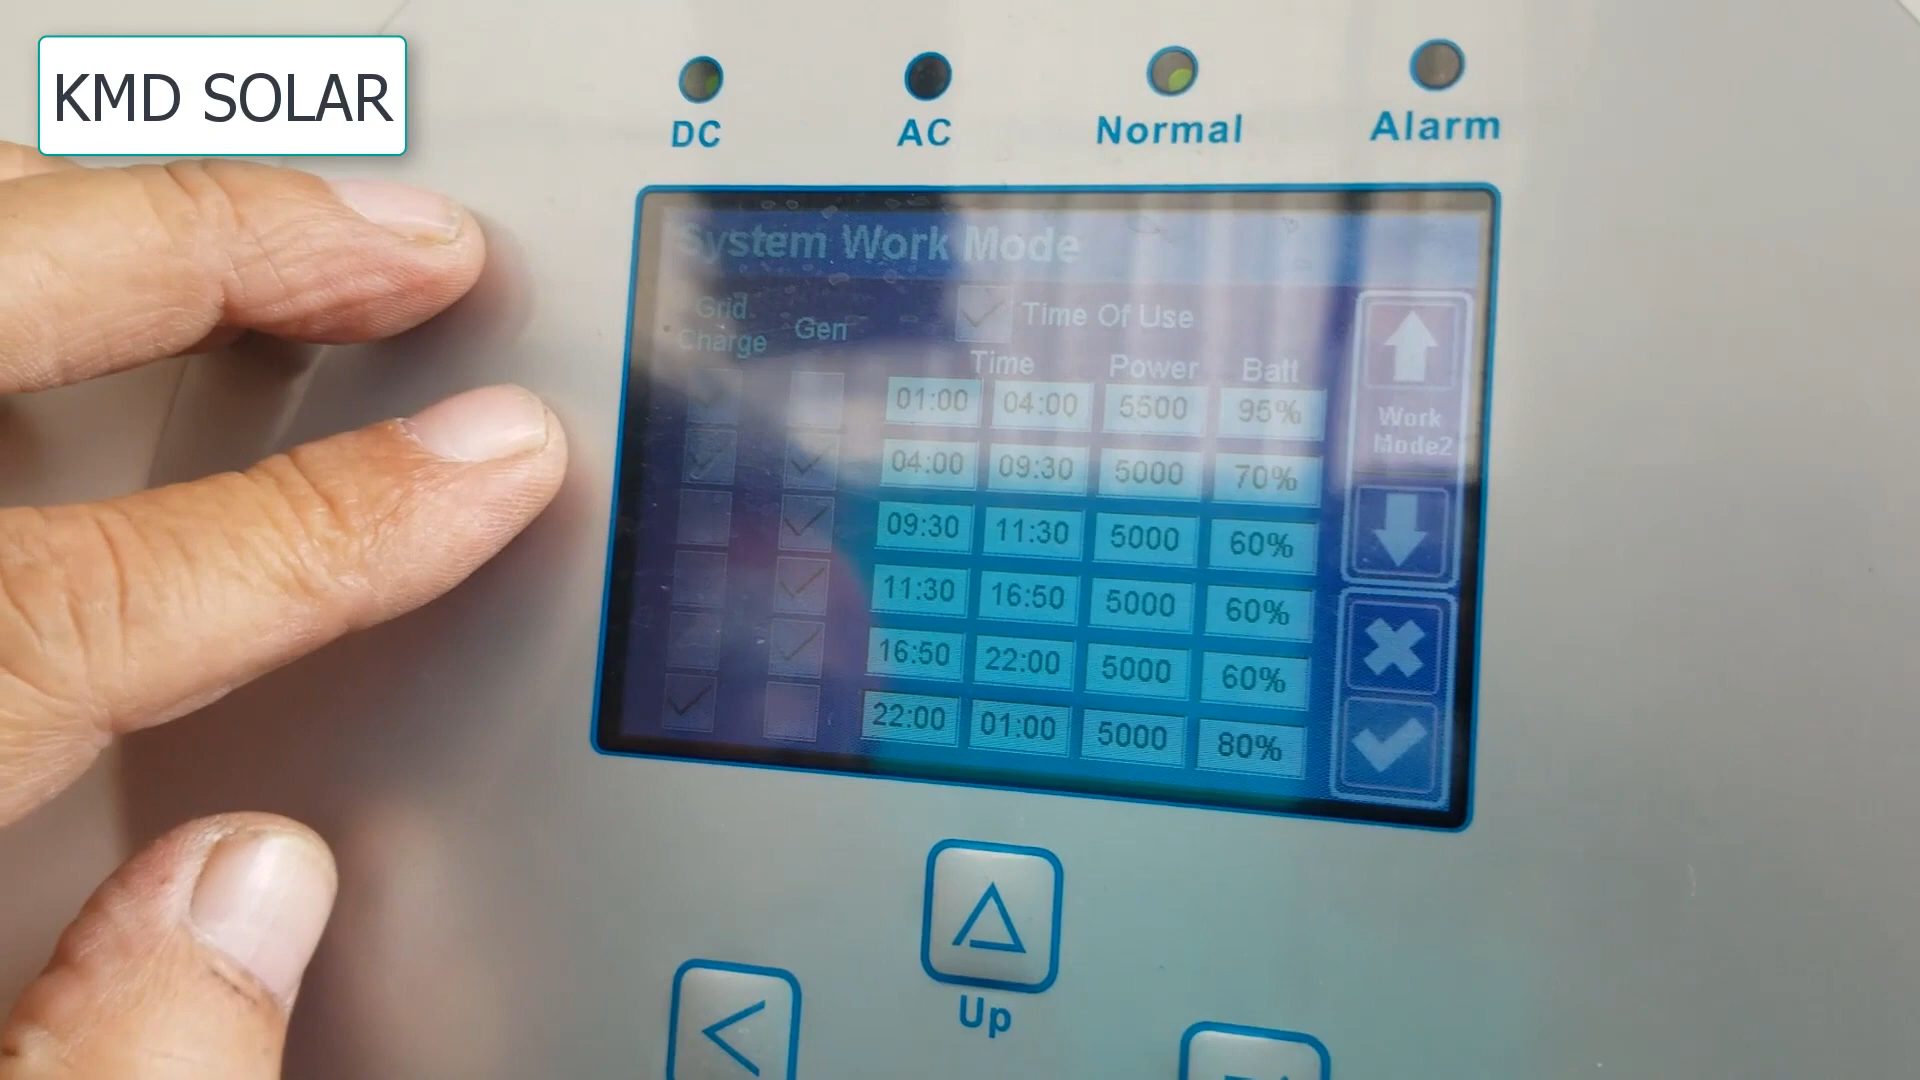 KMD SOLAR
DC AC Normal Alarm
System Work Mode
Grid Charge Gen Time Of Use
Time Power Batt
01:00 04:00 5500 95%
04:00 09:30 5000 70%
09:30 11:30 5000 60%
11:30 16:50 5000 60%
16:50 22:00 5000 60%
22:00 01:00 5000 80%
Work
Mode2
Up